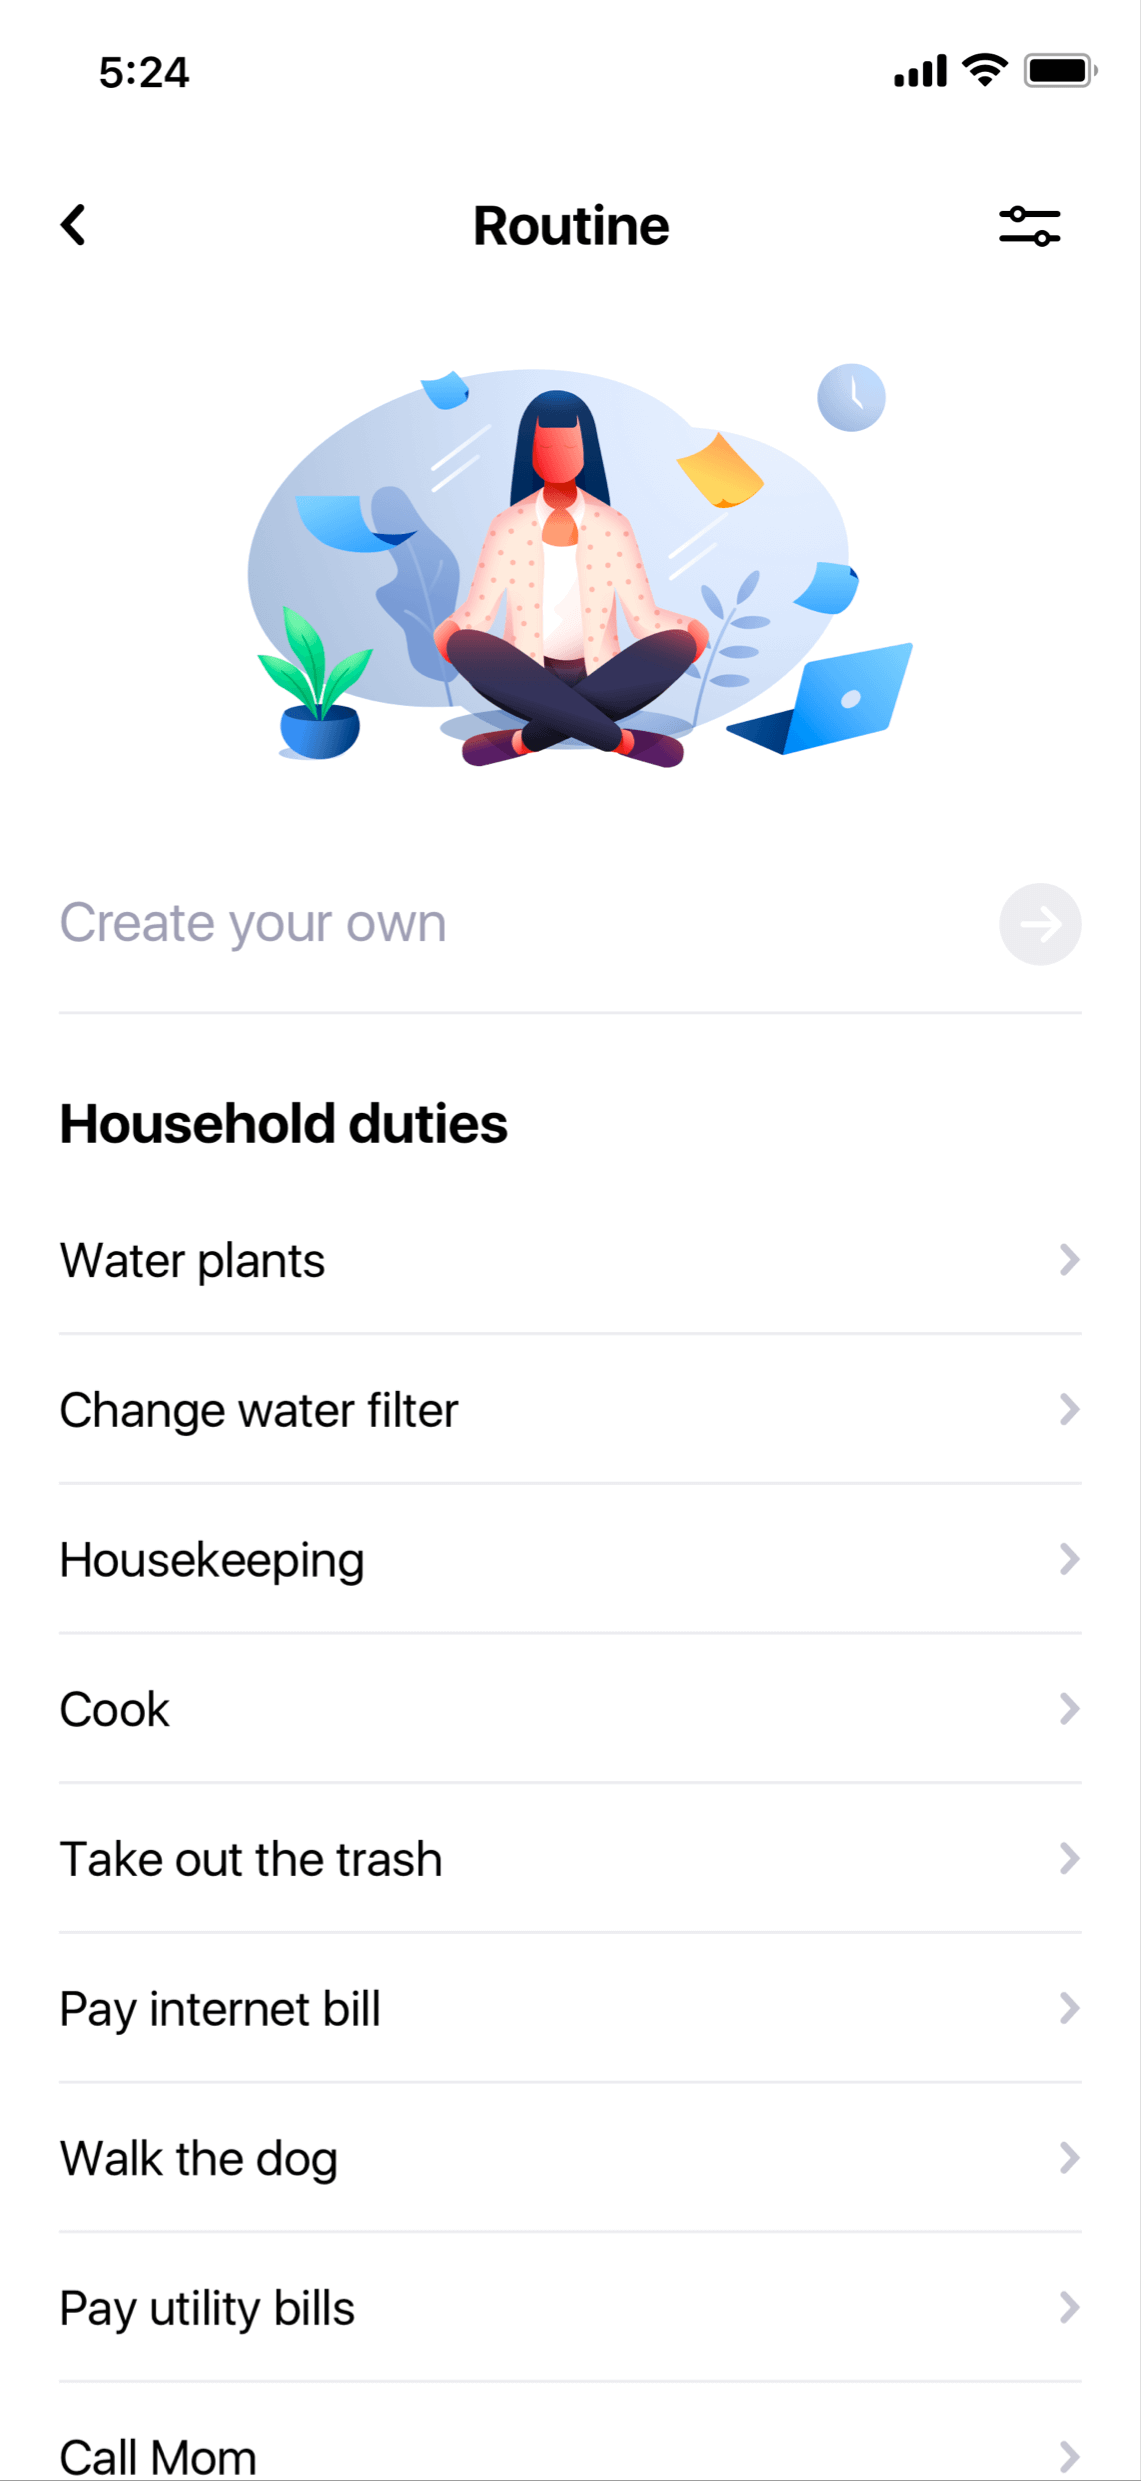 5:24
Routine
Create your own
Household duties
Water plants
Change water filter
Housekeeping
Cook
Take out the trash
Pay internet bill
Walk the dog
Pay utility bills
Call Mom